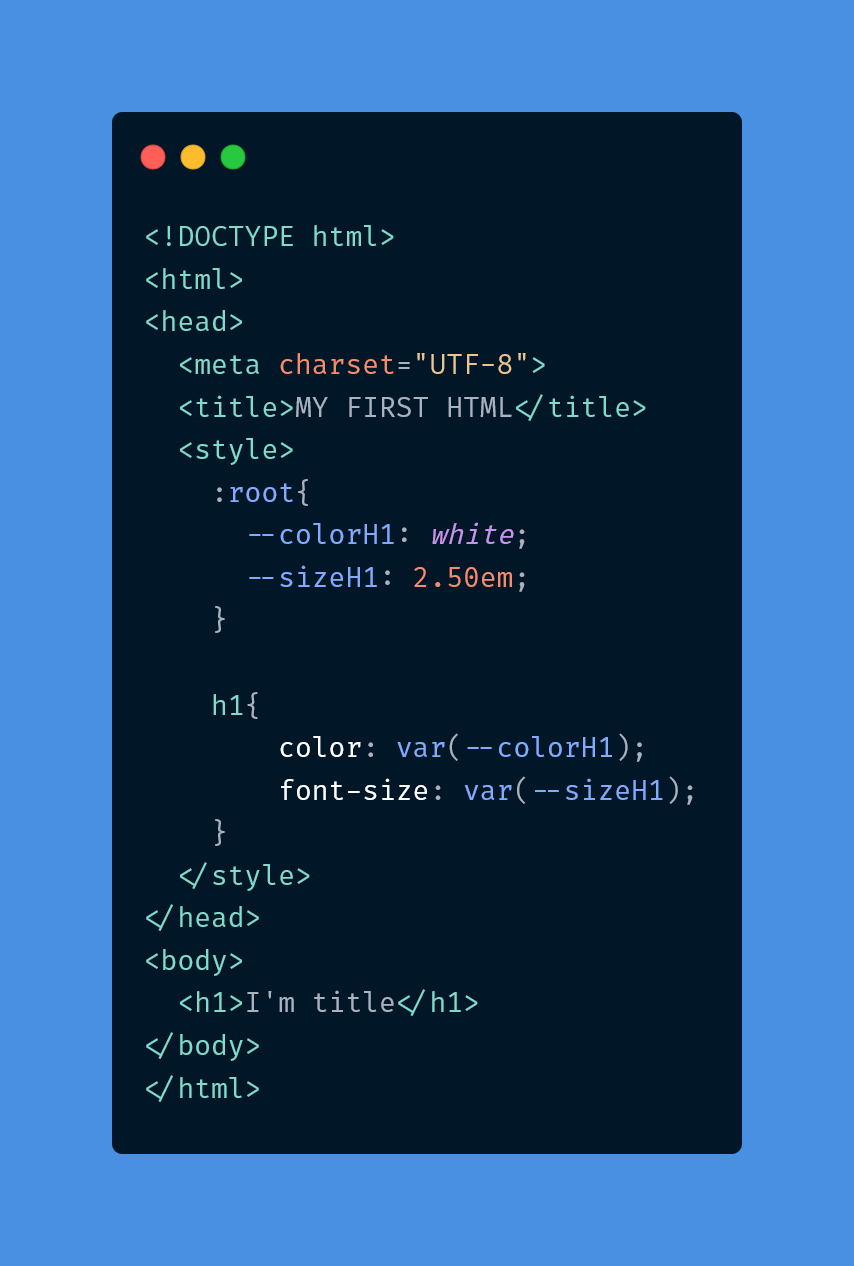 <!DOCTYPE html>
<html>
<head>
  <meta charset="UTF-8">
  <title>MY FIRST HTML</title>
  <style>
    :root{
      --colorH1: white;
      --sizeH1: 2.50em;
    }

    h1{
        color: var(--colorH1);
        font-size: var(--sizeH1);
    }
  </style>
</head>
<body>
  <h1>I'm title</h1>
</body>
</html>